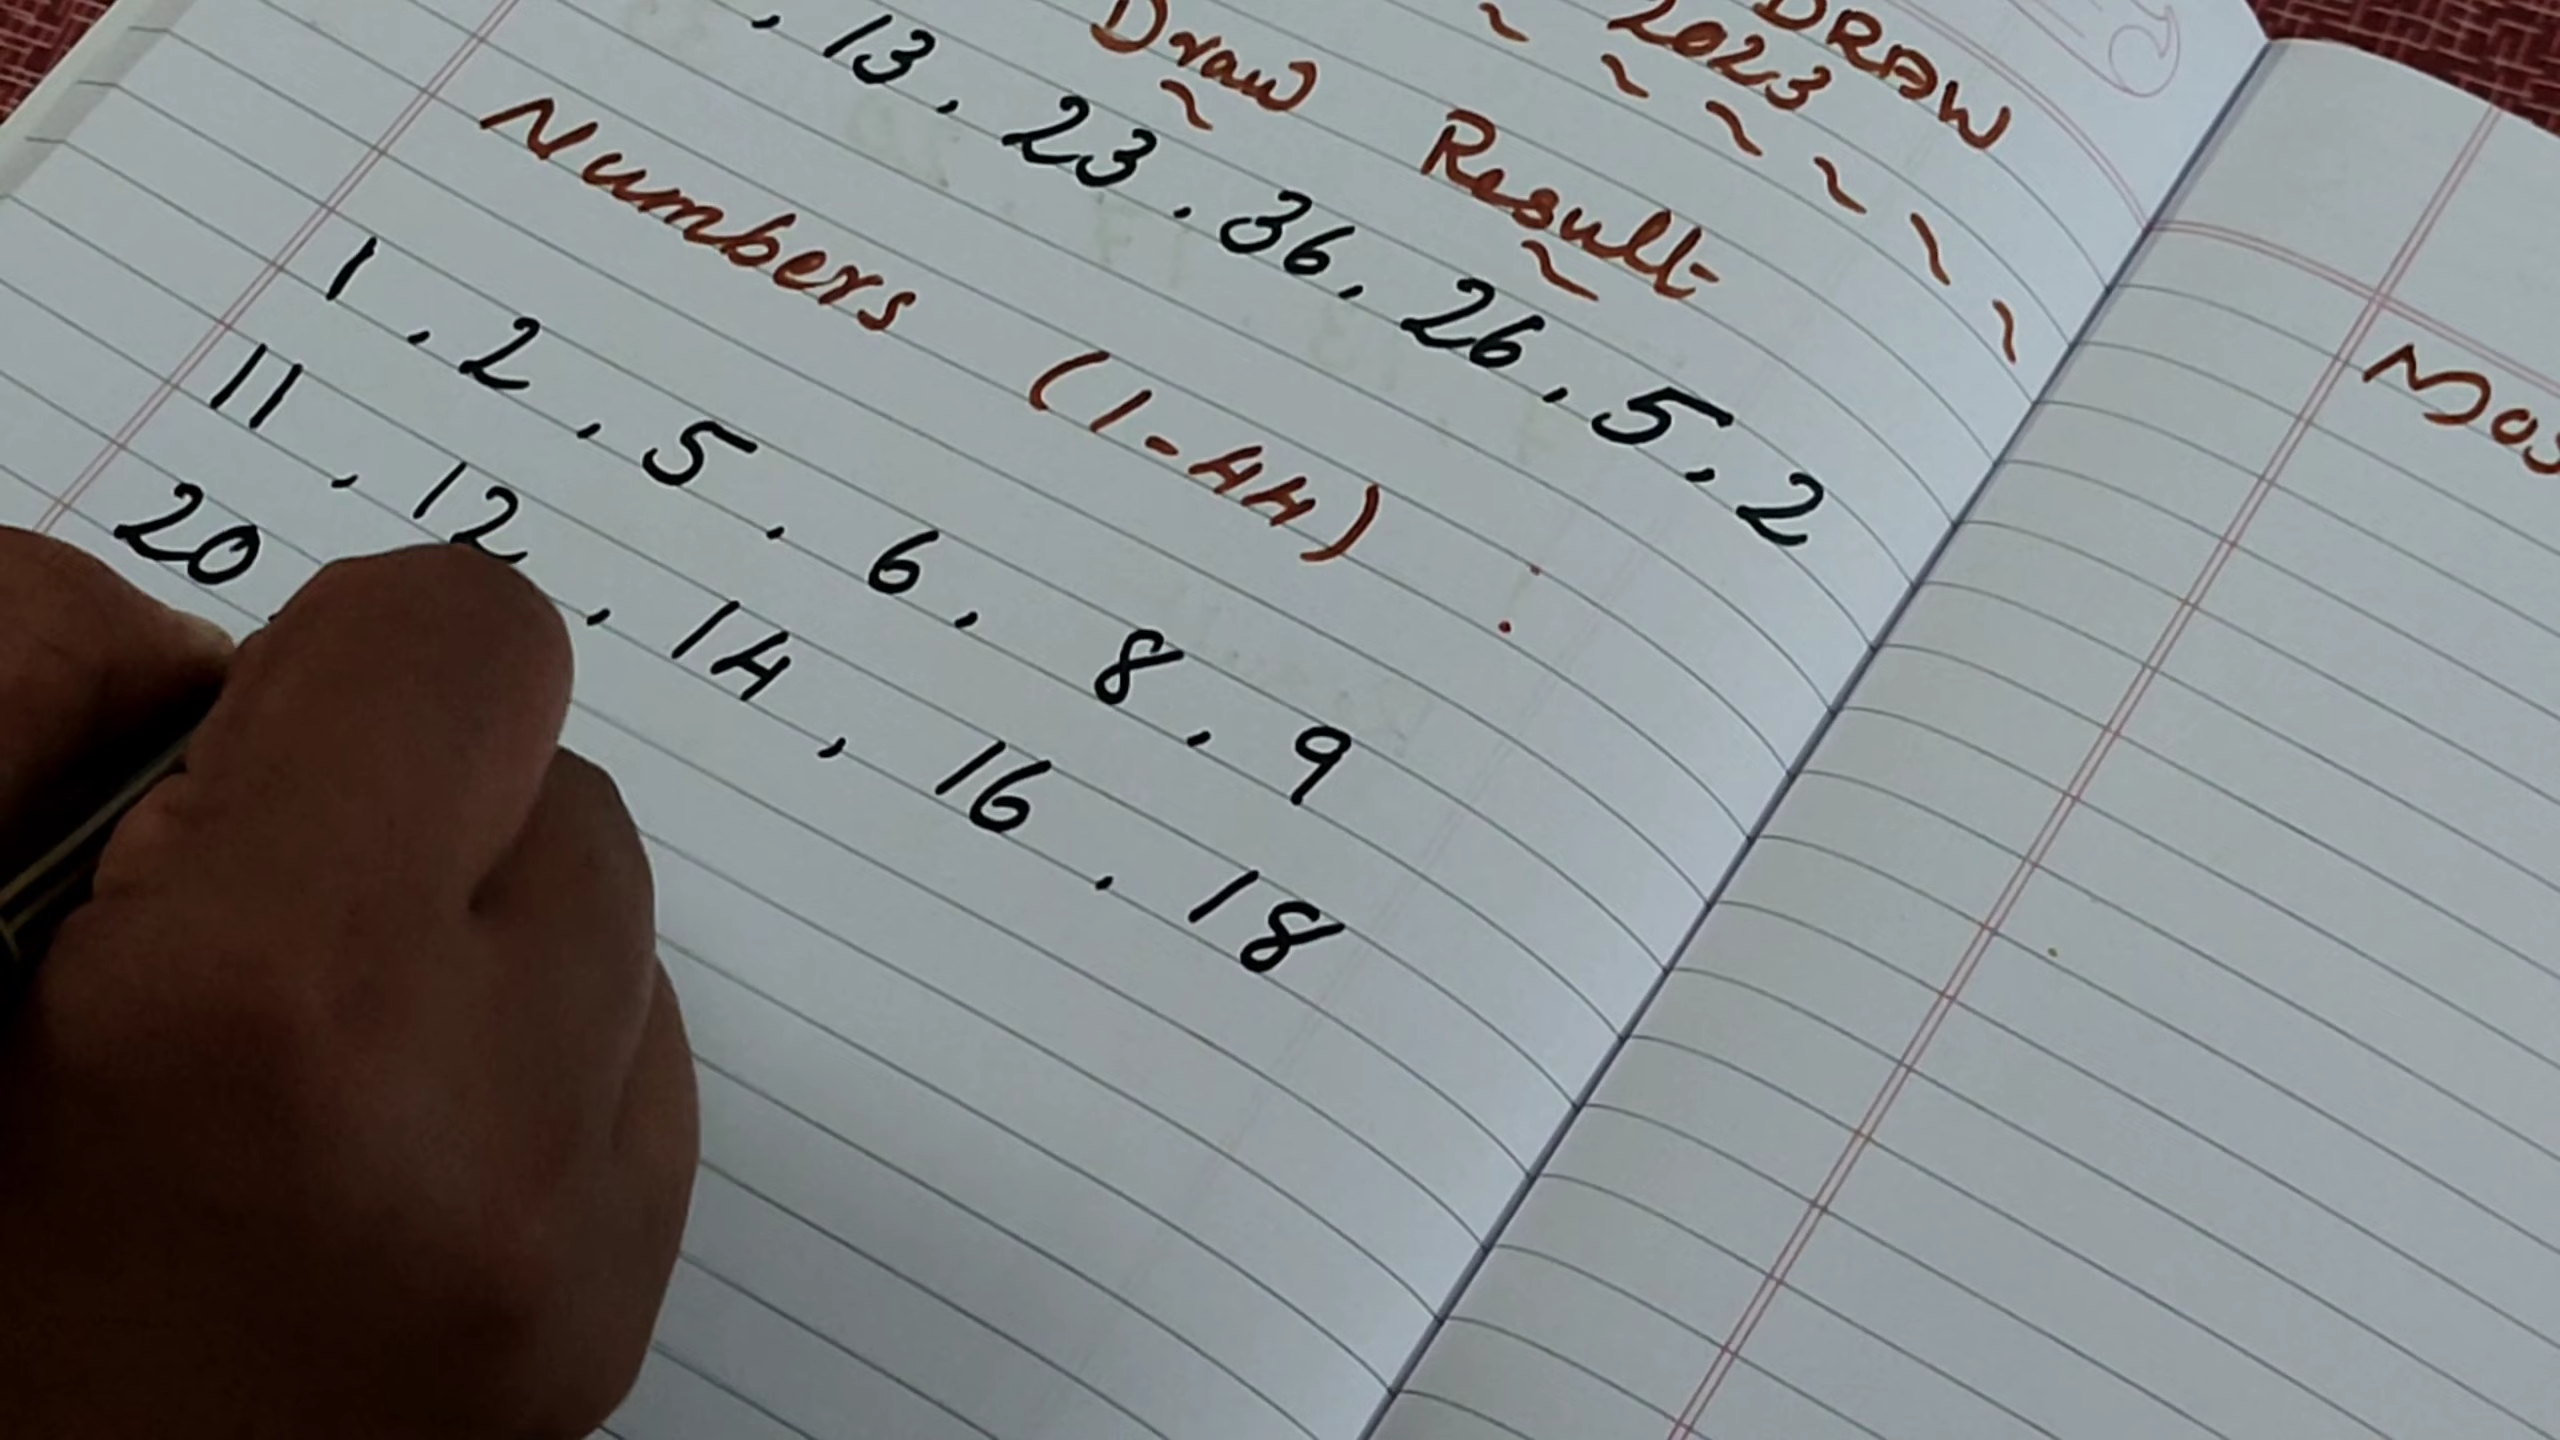 DRAW
2023
Draw Result
, 13, 23, 36, 26, 5, 2
Numbers (1-44) :
1, 2, 5, 6, 8, 9
11, 12, 14, 16, 18
20